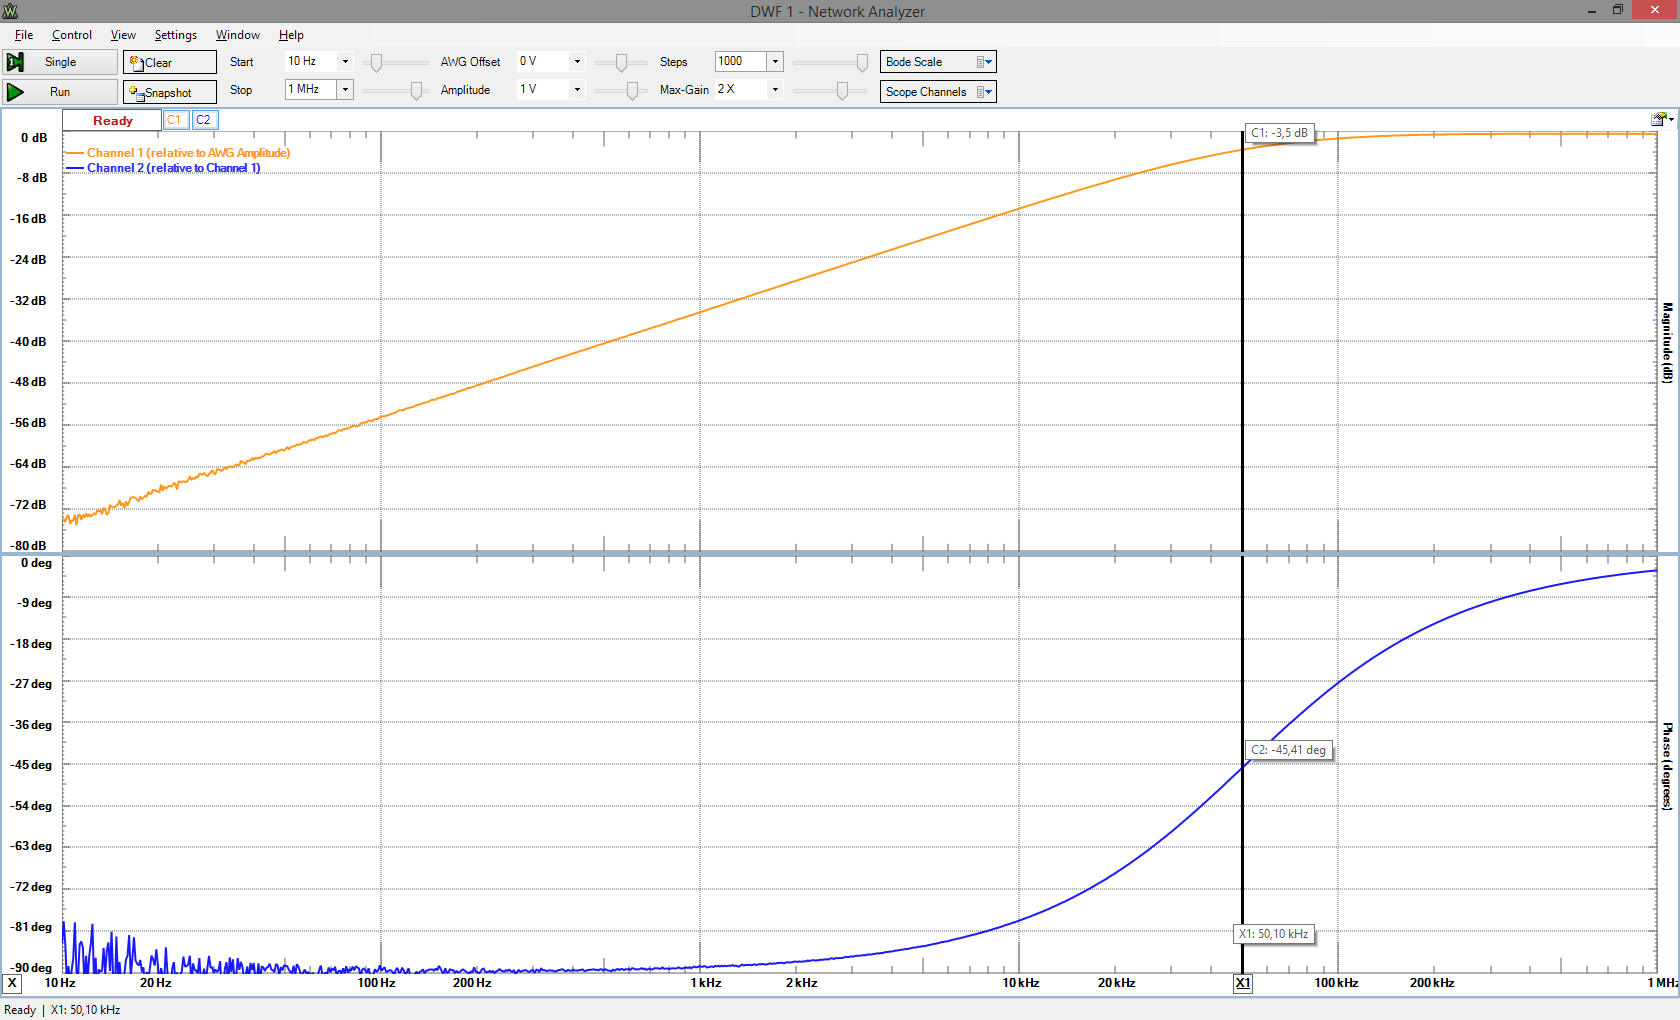 DWF 1 - Network Analyzer
File Control View Settings Window Help
Single Clear Start 10 Hz AWG Offset 0 V Steps 1000 Bode Scale
Run Snapshot Stop 1 MHz Amplitude 1 V Max-Gain 2 X Scope Channels
Ready C1 C2
C1: -3,5 dB
Channel 1 (relative to AWG Amplitude)
Channel 2 (relative to Channel 1)
0 dB
-8 dB
-16 dB
-24 dB
-32 dB
-40 dB
-48 dB
-56 dB
-64 dB
-72 dB
-80 dB
Magnitude (dB)
0 deg
-9 deg
-18 deg
-27 deg
-36 deg
-45 deg
-54 deg
-63 deg
-72 deg
-81 deg
-90 deg
C2: -45,41 deg
Phase (degrees)
X1: 50,10 kHz
X 10 Hz 20 Hz 100 Hz 200 Hz 1 kHz 2 kHz 10 kHz 20 kHz X1 100 kHz 200 kHz 1 MHz
Ready | X1: 50,10 kHz